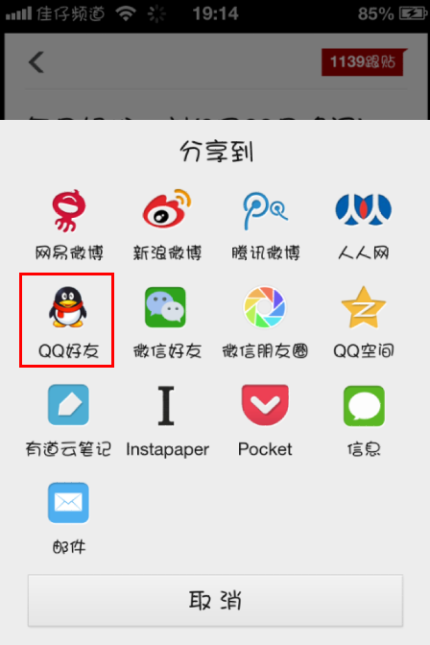 佳仔频道 19:14 85%
1139跟贴
分享到
网易微博 新浪微博 腾讯微博 人人网
QQ好友 微信好友 微信朋友圈 QQ空间
有道云笔记 Instapaper Pocket 信息
邮件
取消